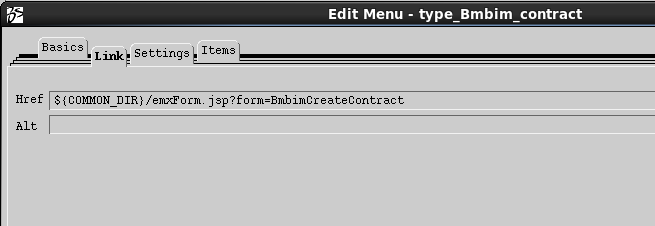 Edit Menu - type_Bmbim_contract
Basics Link Settings Items
Href ${COMMON_DIR}/emxForm.jsp?form=BmbimCreateContract
Alt